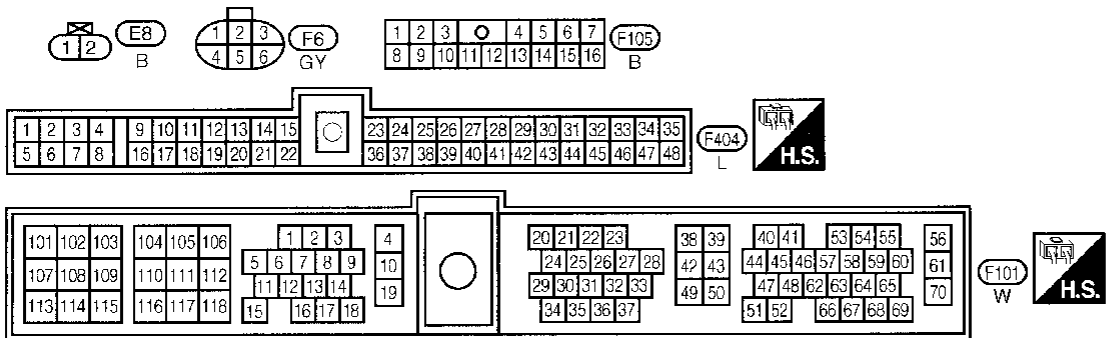 1 2 E8 B
1 2 3 F6
4 5 6 GY
1 2 3 4 5 6 7 F105
8 9 10 11 12 13 14 15 16 B
1 2 3 4 9 10 11 12 13 14 15 23 24 25 26 27 28 29 30 31 32 33 34 35 F404
5 6 7 8 16 17 18 19 20 21 22 36 37 38 39 40 41 42 43 44 45 46 47 48 L
H.S.
101 102 103 104 105 106 1 2 3 4 20 21 22 23 38 39 40 41 53 54 55 56
107 108 109 110 111 112 5 6 7 8 9 10 24 25 26 27 28 42 43 44 45 46 57 58 59 60 61 F101
11 12 13 14 19 29 30 31 32 33 49 50 47 48 62 63 64 65 70 W
113 114 115 116 117 118 15 16 17 18 34 35 36 37 51 52 66 67 68 69
H.S.